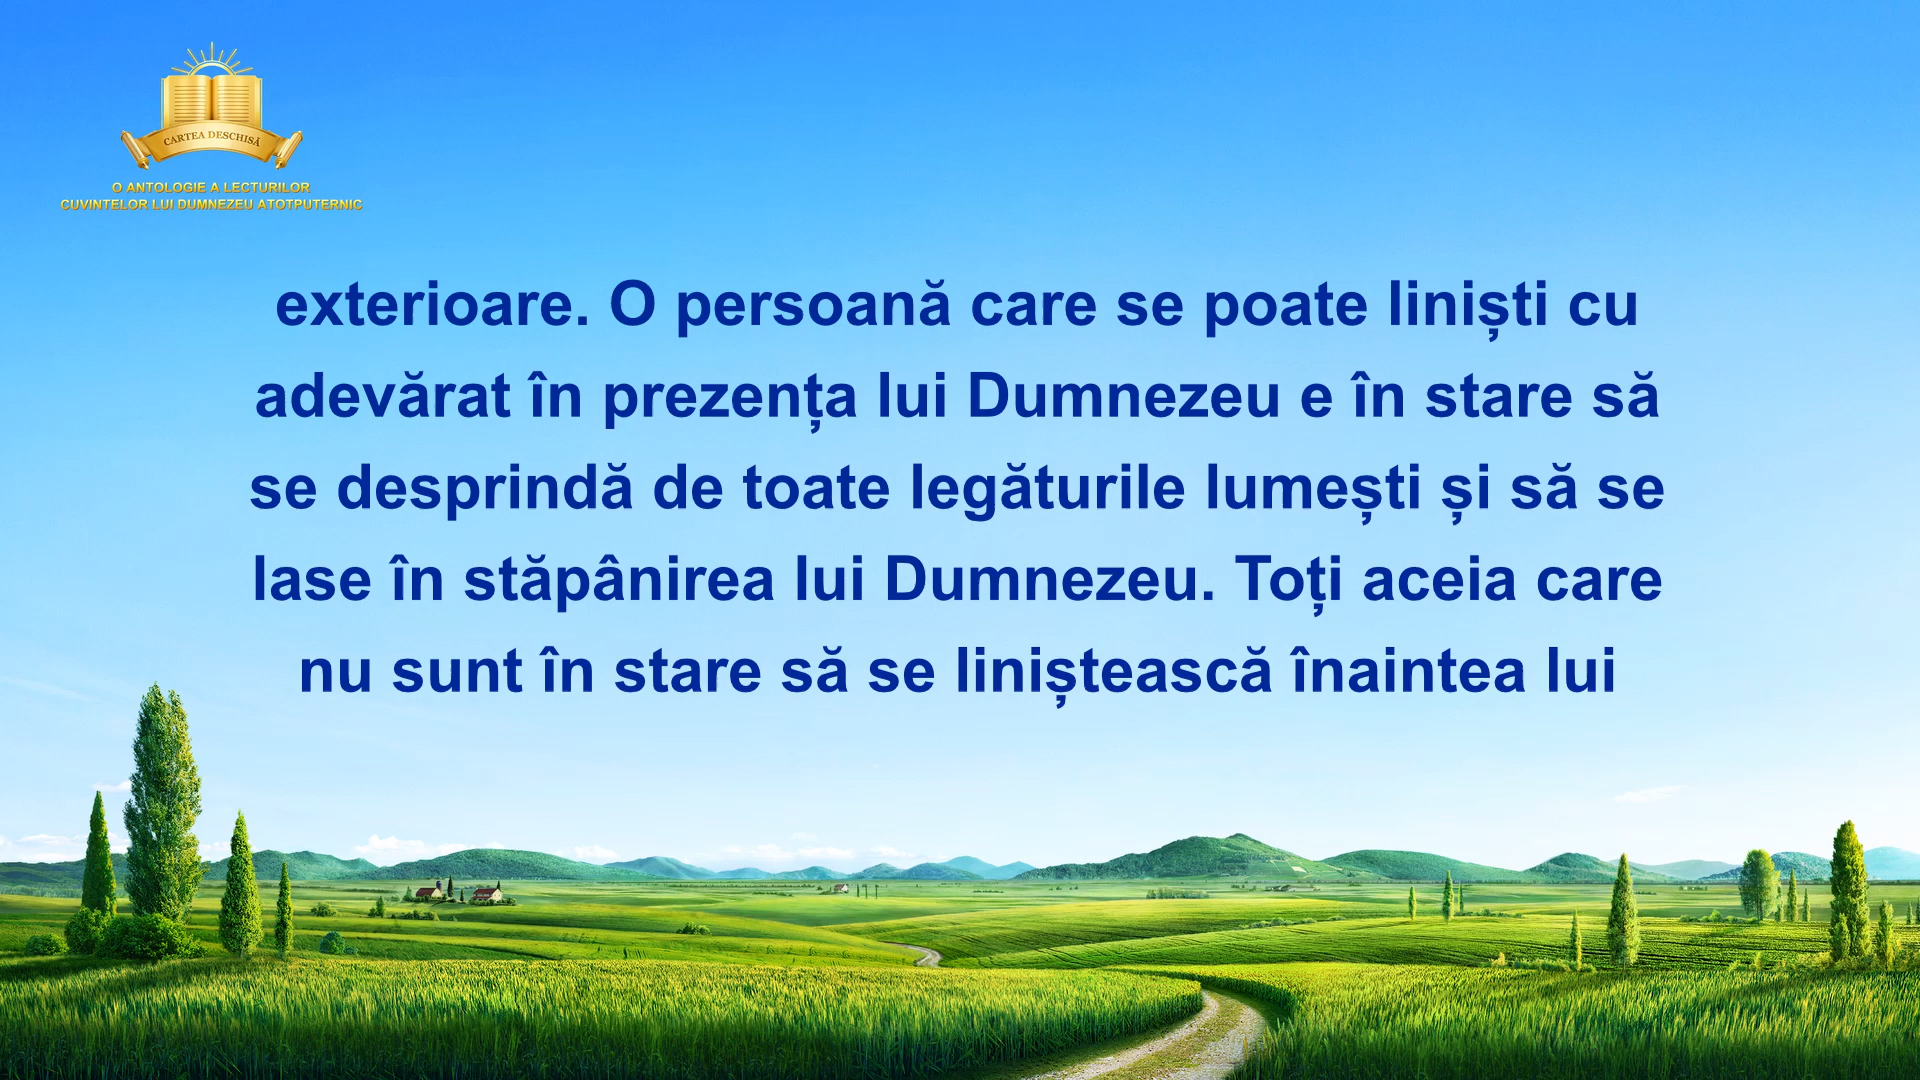 CARTEA DESCHISĂ
O ANTOLOGIE A LECTURILOR
CUVINTELOR LUI DUMNEZEU ATOTPUTERNIC
exterioare. O persoană care se poate liniști cu
adevărat în prezența lui Dumnezeu e în stare să
se desprindă de toate legăturile lumești și să se
lase în stăpânirea lui Dumnezeu. Toți aceia care
nu sunt în stare să se liniștească înaintea lui